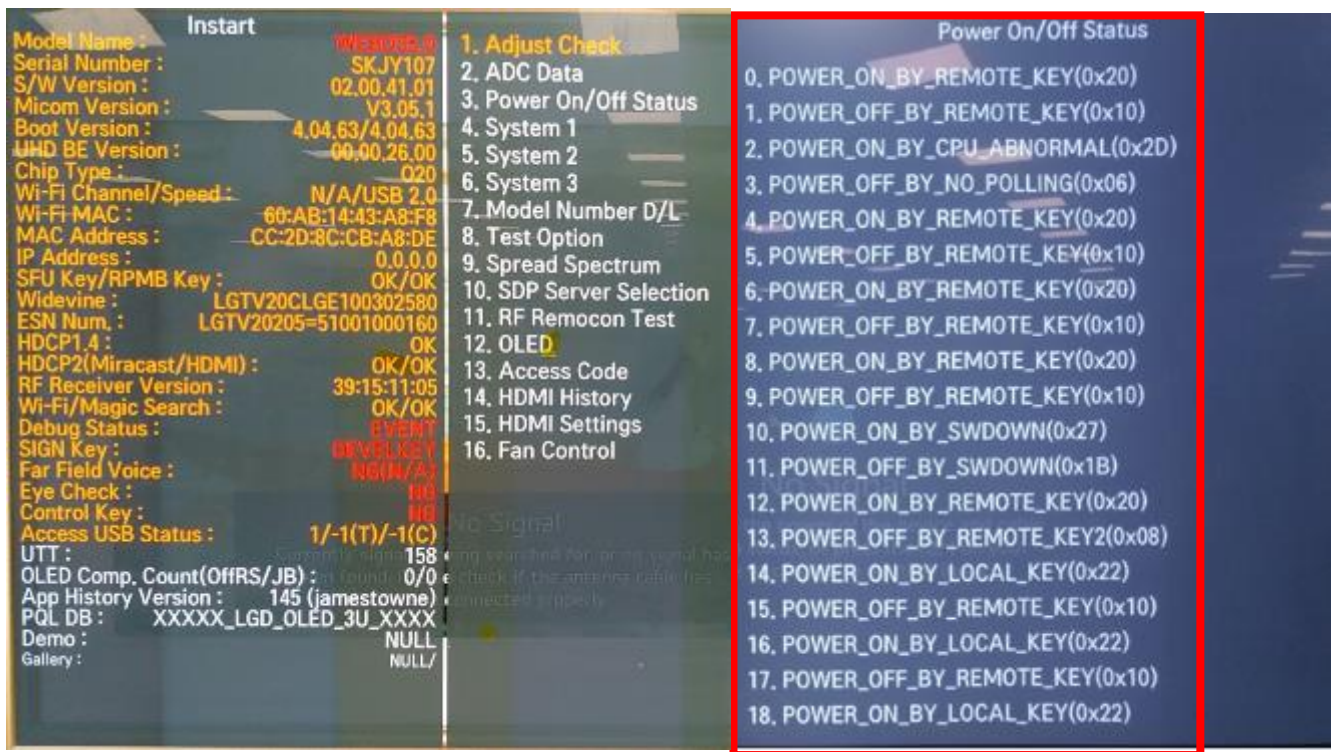 Instart
Model Name : WEBOS5.0
Serial Number : SKJY107
S/W Version : 02.00.41.01
Micom Version : V3.05.1
Boot Version : 4.04.63/4.04.63
UHD BE Version : 00.00.26.00
Chip Type : O20
Wi-Fi Channel/Speed : N/A/USB 2.0
Wi-Fi MAC : 60:AB:14:43:A8:F8
MAC Address : CC:2D:8C:CB:A8:DE
IP Address : 0.0.0.0
SFU Key/RPMB Key : OK/OK
Widevine : LGTV20CLGE100302580
ESN Num. : LGTV20205=51001000160
HDCP1.4 : OK
HDCP2(Miracast/HDMI) : OK/OK
RF Receiver Version : 39:15:11:05
Wi-Fi/Magic Search : OK/OK
Debug Status : EVENT
SIGN Key : DEVELKEY
Far Field Voice : NG(N/A)
Eye Check : NG
Control Key : NG
Access USB Status : 1/-1(T)/-1(C)
UTT : 158
OLED Comp. Count(OffRS/JB) : 0/0
App History Version : 145 (jamestowne)
PQL DB : XXXXX_LGD_OLED_3U_XXXX
Demo : NULL
Gallery : NULL/
1. Adjust Check
2. ADC Data
3. Power On/Off Status
4. System 1
5. System 2
6. System 3
7. Model Number D/L
8. Test Option
9. Spread Spectrum
10. SDP Server Selection
11. RF Remocon Test
12. OLED
13. Access Code
14. HDMI History
15. HDMI Settings
16. Fan Control
No Signal
Power On/Off Status
0. POWER_ON_BY_REMOTE_KEY(0x20)
1. POWER_OFF_BY_REMOTE_KEY(0x10)
2. POWER_ON_BY_CPU_ABNORMAL(0x2D)
3. POWER_OFF_BY_NO_POLLING(0x06)
4. POWER_ON_BY_REMOTE_KEY(0x20)
5. POWER_OFF_BY_REMOTE_KEY(0x10)
6. POWER_ON_BY_REMOTE_KEY(0x20)
7. POWER_OFF_BY_REMOTE_KEY(0x10)
8. POWER_ON_BY_REMOTE_KEY(0x20)
9. POWER_OFF_BY_REMOTE_KEY(0x10)
10. POWER_ON_BY_SWDOWN(0x27)
11. POWER_OFF_BY_SWDOWN(0x1B)
12. POWER_ON_BY_REMOTE_KEY(0x20)
13. POWER_OFF_BY_REMOTE_KEY2(0x08)
14. POWER_ON_BY_LOCAL_KEY(0x22)
15. POWER_OFF_BY_REMOTE_KEY(0x10)
16. POWER_ON_BY_LOCAL_KEY(0x22)
17. POWER_OFF_BY_REMOTE_KEY(0x10)
18. POWER_ON_BY_LOCAL_KEY(0x22)